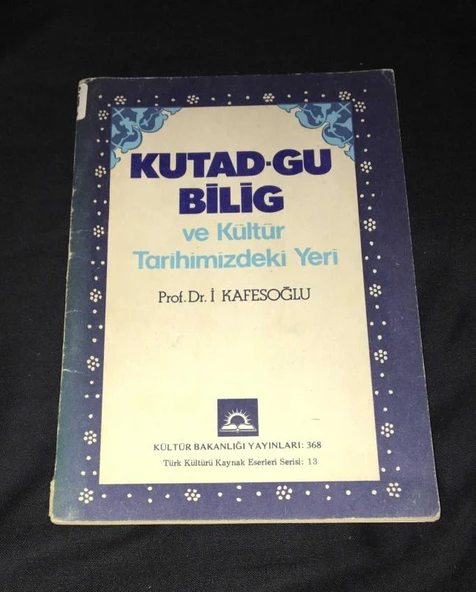 KUTAD-GU
BİLİG
ve Kültür
Tarihimizdeki Yeri
Prof. Dr. İ KAFESOĞLU
KÜLTÜR BAKANLIĞI YAYINLARI: 368
Türk Kültürü Kaynak Eserleri Serisi: 13